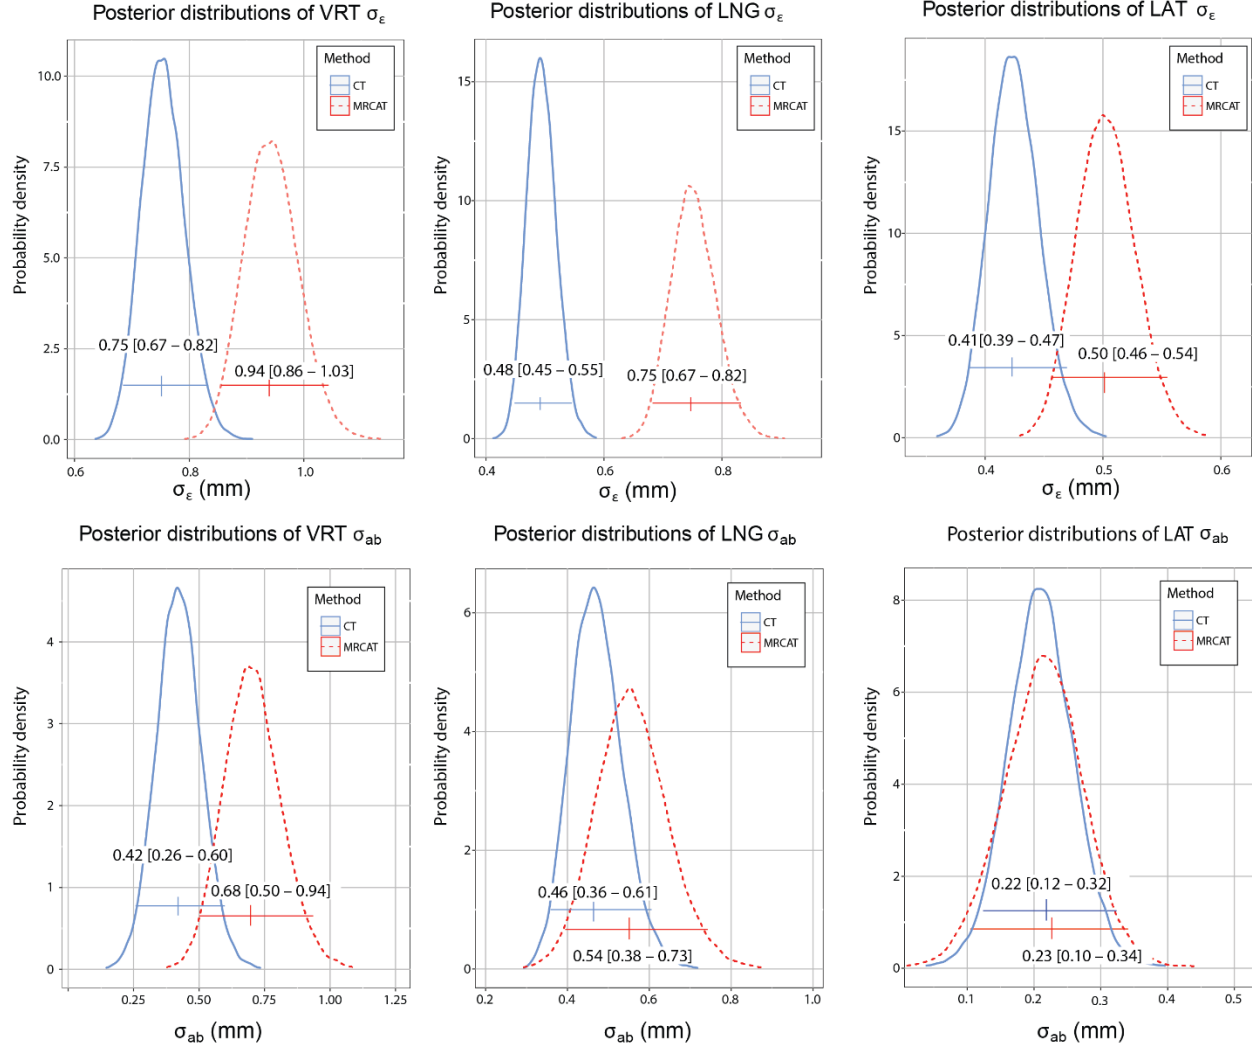 Posterior distributions of VRT σε
Probability density
10.0
7.5
5.0
2.5
0.0
Method
CT
MRCAT
0.75 [0.67 – 0.82]
0.94 [0.86 – 1.03]
0.6
0.8
1.0
σε (mm)
Posterior distributions of LNG σε
Probability density
15
10
5
0
Method
CT
MRCAT
0.48 [0.45 – 0.55]
0.75 [0.67 – 0.82]
0.4
0.6
0.8
σε (mm)
Posterior distributions of LAT σε
Probability density
15
10
5
0
Method
CT
MRCAT
0.41[0.39 – 0.47]
0.50 [0.46 – 0.54]
0.4
0.5
0.6
σε (mm)
Posterior distributions of VRT σab
Probability density
4
3
2
1
0
Method
CT
MRCAT
0.42 [0.26 – 0.60]
0.68 [0.50 – 0.94]
0.25
0.50
0.75
1.00
1.25
σab (mm)
Posterior distributions of LNG σab
Probability density
6
4
2
0
Method
CT
MRCAT
0.46 [0.36 – 0.61]
0.54 [0.38 – 0.73]
0.2
0.4
0.6
0.8
1.0
σab (mm)
Posterior distributions of LAT σab
Probability density
8
6
4
2
0
Method
CT
MRCAT
0.22 [0.12 – 0.32]
0.23 [0.10 – 0.34]
0.1
0.2
0.3
0.4
0.5
σab (mm)